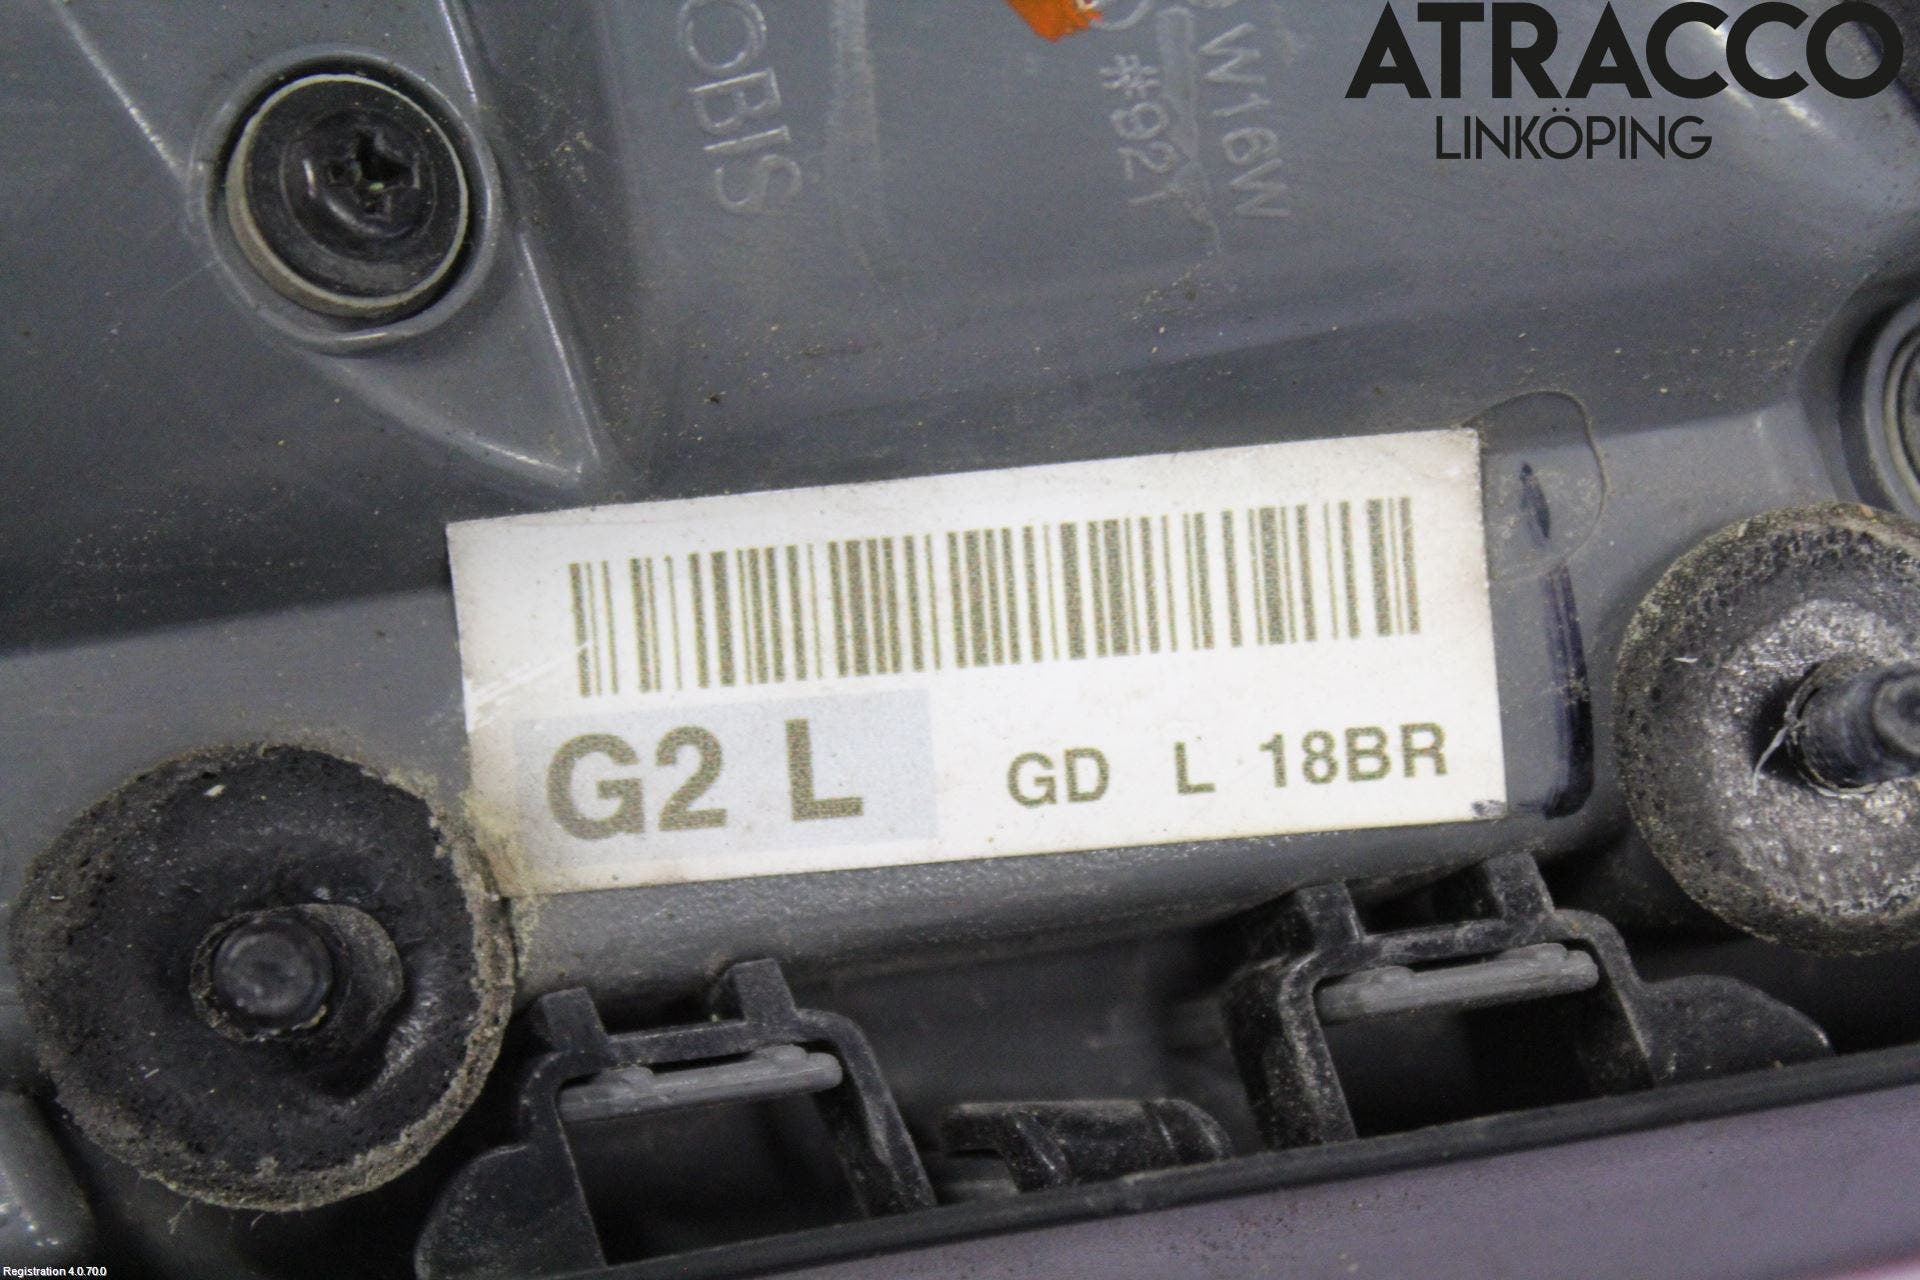 ATRACCO
LINKÖPING
OBIS
W16W
#921
G2 L GD L 18BR
Registration 4.0.70.0